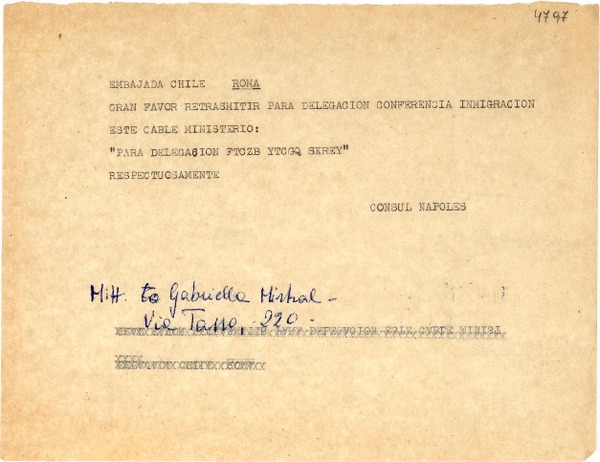 4797
EMBAJADA CHILE ROMA
GRAN FAVOR RETRASMITIR PARA DELEGACION CONFERENCIA INMIGRACION
ESTE CABLE MINISTERIO:
"PARA DELEGACION FTCZB YTCGQ SKREY"
RESPECTUOSAMENTE
CONSUL NAPOLES
Mitt. to Gabriella Mistral -
Via Tasso, 220 -